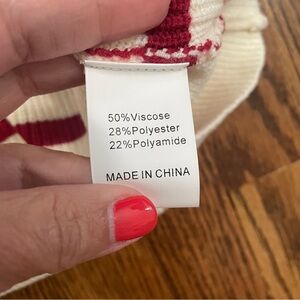 50%Viscose
28%Polyester
22%Polyamide
MADE IN CHINA